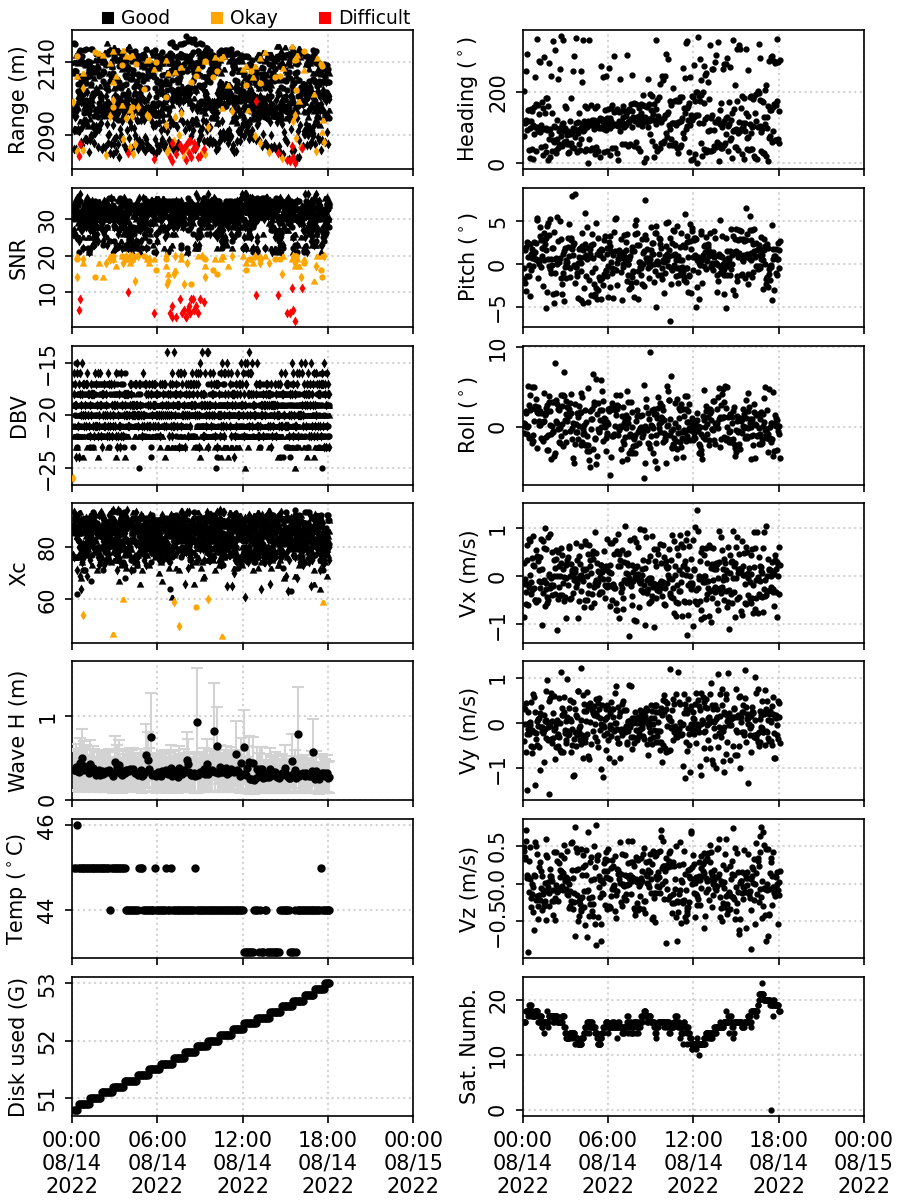 Good Okay Difficult
Range (m) 2140 2090
Heading (°) 200 0
SNR 30 20 10
Pitch (°) 5 0 −5
DBV −15 −20 −25
Roll (°) 10 0
Xc 80 60
Vx (m/s) 1 0 −1
Wave H (m) 1 0
Vy (m/s) 1 0 −1
Temp (°C) 46 44
Vz (m/s) 0.5 0.0 −0.5
Disk used (G) 53 52 51
Sat. Numb. 20 10 0
00:00 06:00 12:00 18:00 00:00 00:00 06:00 12:00 18:00 00:00
08/14 08/14 08/14 08/14 08/15 08/14 08/14 08/14 08/14 08/15
2022 2022 2022 2022 2022 2022 2022 2022 2022 2022